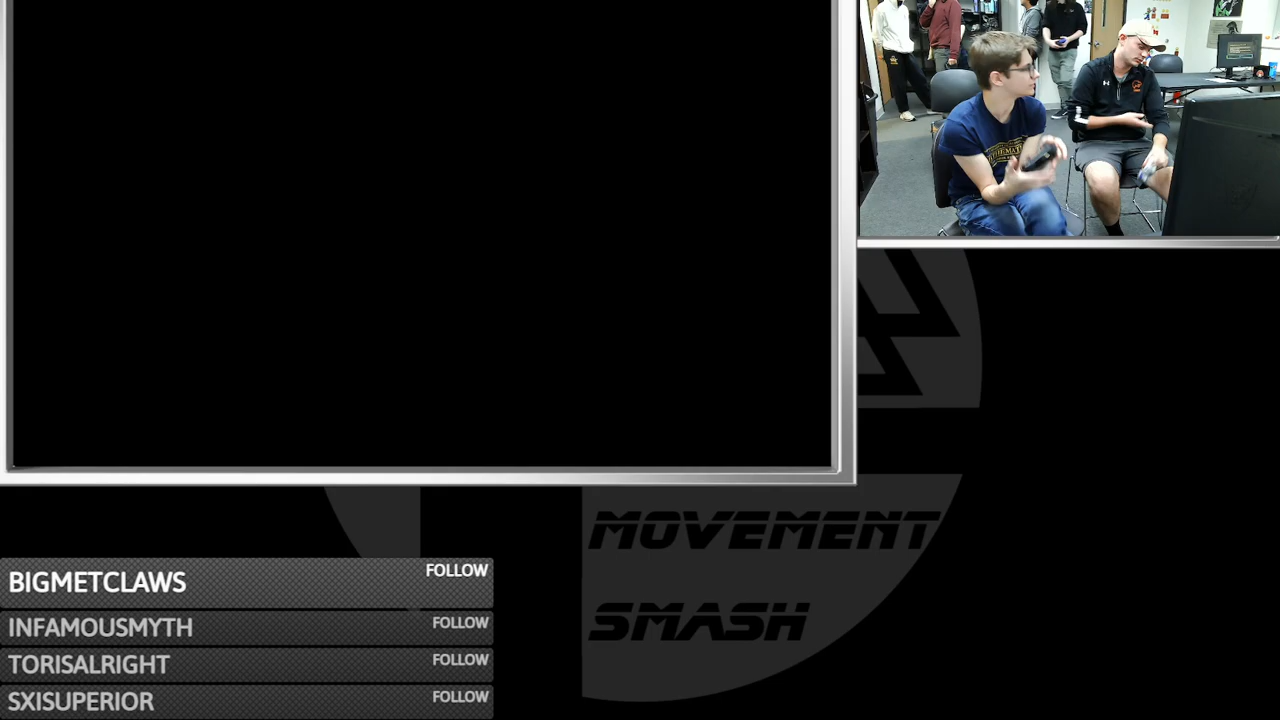 MOVEMENT
SMASH
BIGMETCLAWS FOLLOW
INFAMOUSMYTH FOLLOW
TORISALRIGHT FOLLOW
SXISUPERIOR FOLLOW